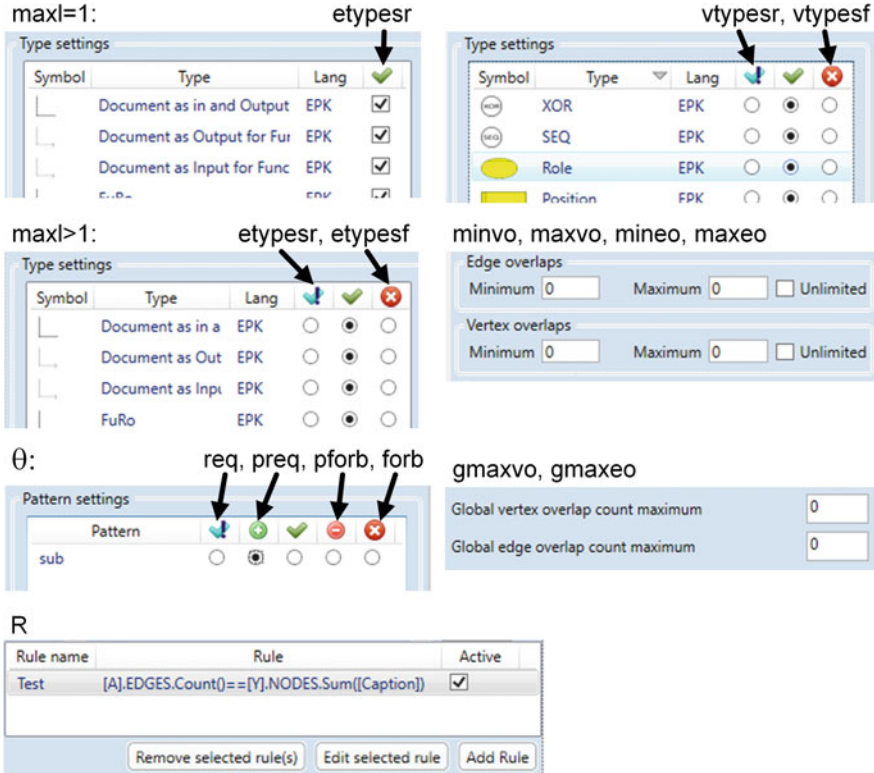 maxl=1: etypesr
Type settings
Symbol Type Lang
Document as in and Output EPK
Document as Output for Fur EPK
Document as Input for Func EPK
FuRo EPK
vtypesr, vtypesf
Type settings
Symbol Type Lang
XOR XOR EPK
SEQ SEQ EPK
Role EPK
Position EPK
maxl>1: etypesr, etypesf
Type settings
Symbol Type Lang
Document as in a EPK
Document as Out EPK
Document as Inpu EPK
FuRo EPK
minvo, maxvo, mineo, maxeo
Edge overlaps
Minimum 0 Maximum 0 Unlimited
Vertex overlaps
Minimum 0 Maximum 0 Unlimited
θ: req, preq, pforb, forb
Pattern settings
Pattern
sub
gmaxvo, gmaxeo
Global vertex overlap count maximum 0
Global edge overlap count maximum 0
R
Rule name Rule Active
Test [A].EDGES.Count()==[Y].NODES.Sum([Caption])
Remove selected rule(s) Edit selected rule Add Rule